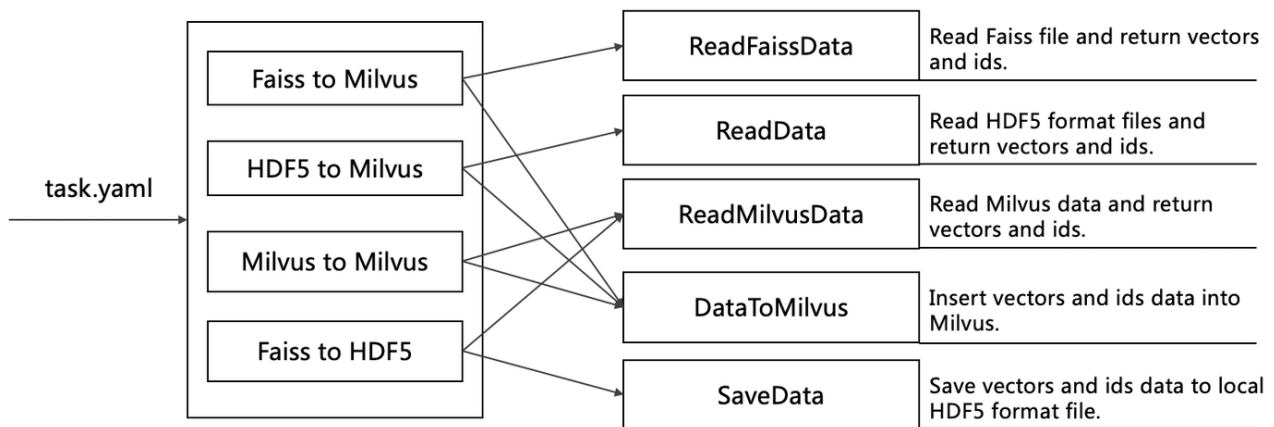 task.yaml
Faiss to Milvus
HDF5 to Milvus
Milvus to Milvus
Faiss to HDF5
ReadFaissData
Read Faiss file and return vectors
and ids.
ReadData
Read HDF5 format files and
return vectors and ids.
ReadMilvusData
Read Milvus data and return
vectors and ids.
DataToMilvus
Insert vectors and ids data into
Milvus.
SaveData
Save vectors and ids data to local
HDF5 format file.